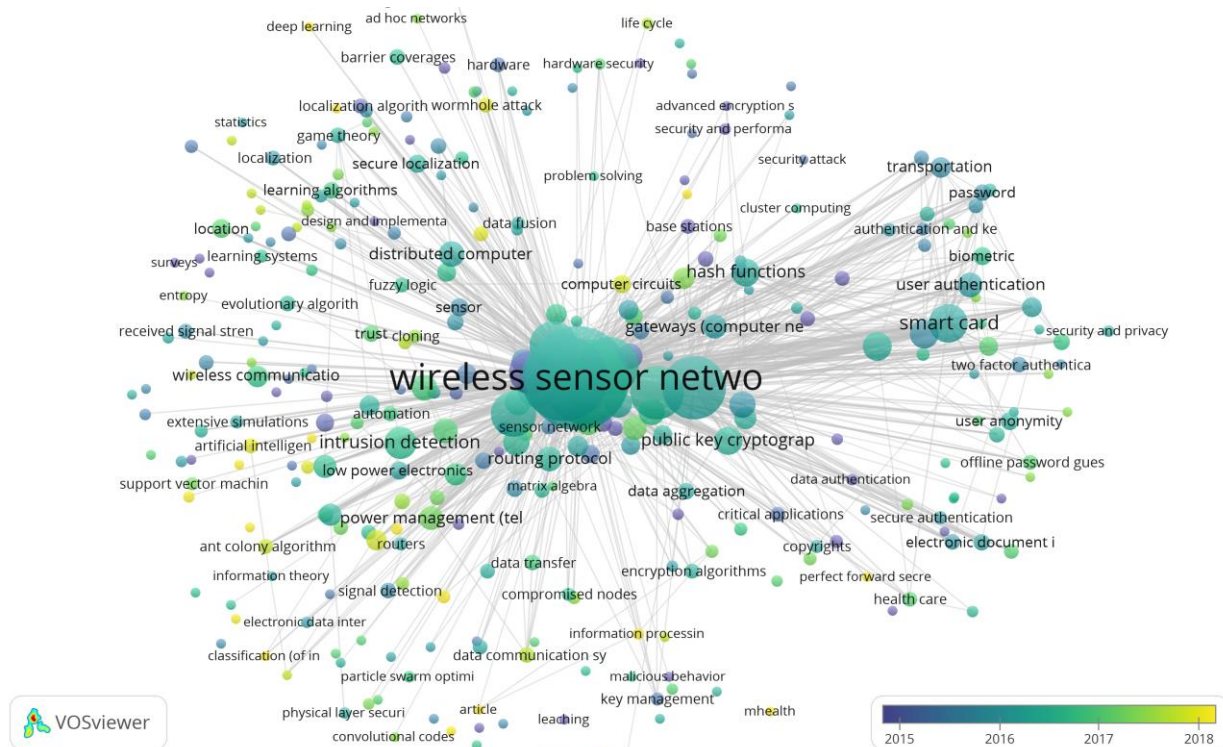 ad hoc networks
life cycle
deep learning
barrier coverages
hardware
hardware security
localization algorith
wormhole attack
advanced encryption s
statistics
game theory
security and performa
localization
secure localization
security attack
transportation
problem solving
learning algorithms
password
cluster computing
design and implementa
data fusion
location
base stations
authentication and ke
distributed computer
learning systems
biometric
surveys
hash functions
fuzzy logic
computer circuits
user authentication
entropy
evolutionary algorith
sensor
smart card
received signal stren
trust
cloning
gateways (computer ne
security and privacy
two factor authentica
wireless communicatio
wireless sensor netwo
automation
extensive simulations
sensor network
user anonymity
artificial intelligen
intrusion detection
public key cryptograp
routing protocol
offline password gues
low power electronics
support vector machin
matrix algebra
data aggregation
data authentication
power management (tel
critical applications
secure authentication
ant colony algorithm
routers
copyrights
electronic document i
data transfer
information theory
encryption algorithms
perfect forward secre
signal detection
compromised nodes
health care
electronic data inter
information processin
classification (of in
data communication sy
particle swarm optimi
malicious behavior
key management
physical layer securi
article
leaching
mhealth
convolutional codes
VOSviewer
2015 2016 2017 2018